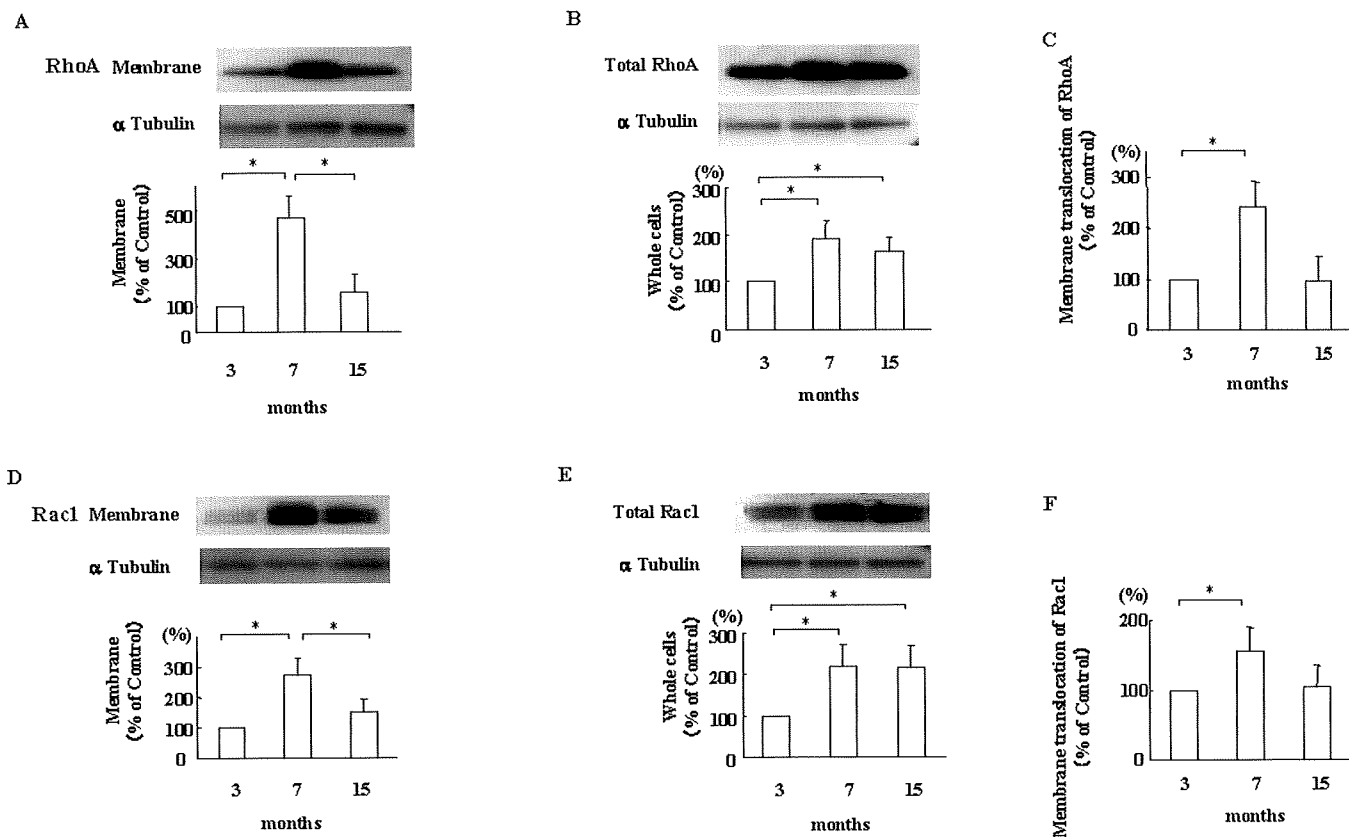 A
RhoA Membrane
α Tubulin
* *
Membrane
(% of Control)
500
300
100
0
3 7 15
months
B
Total RhoA
α Tubulin
(%)
*
*
Whole cells
(% of Control)
300
200
100
0
3 7 15
months
C
Membrane translocation of RhoA
(% of Control)
(%)
*
300
200
100
0
3 7 15
months
D
Rac1 Membrane
α Tubulin
(%)
* *
Membrane
(% of Control)
300
200
100
0
3 7 15
months
E
Total Rac1
α Tubulin
(%)
*
*
Whole cells
(% of Control)
300
200
100
0
3 7 15
months
F
Membrane translocation of Rac1
(% of Control)
(%)
*
200
100
0
3 7 15
months